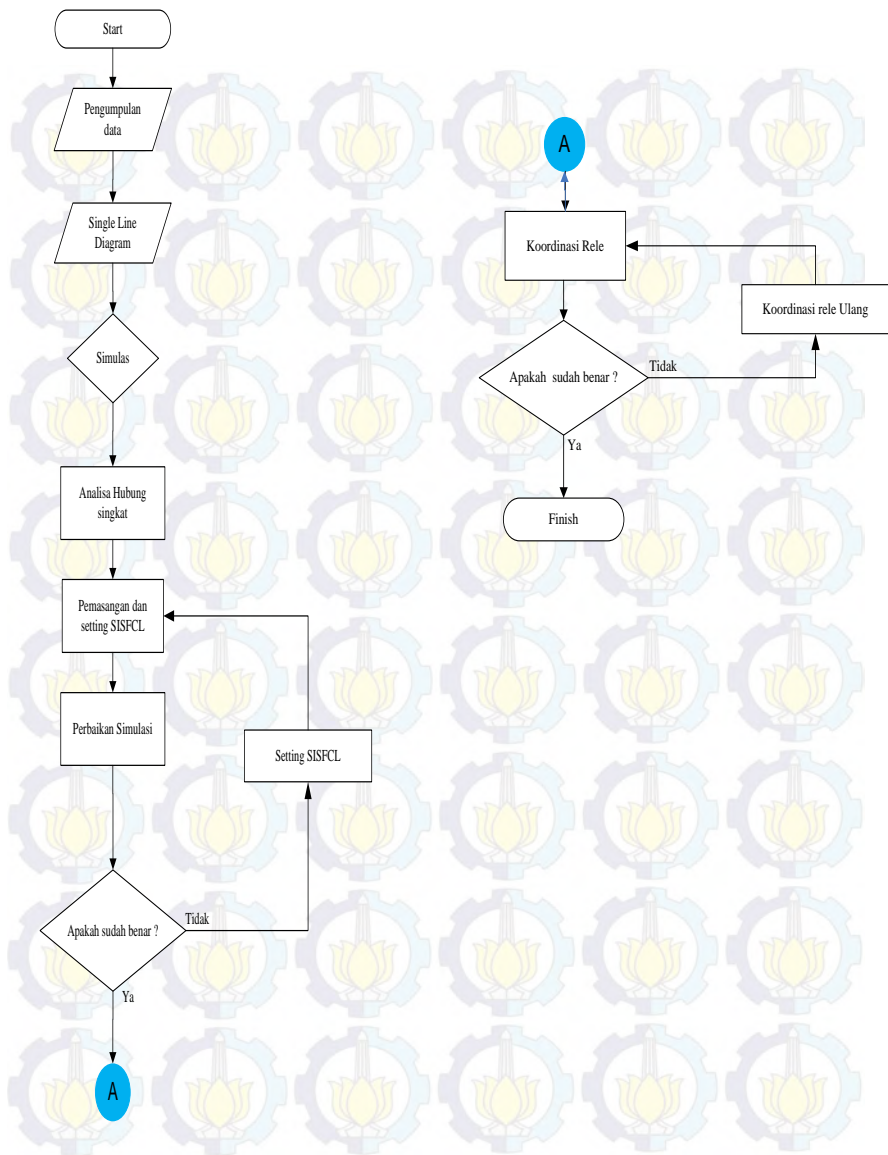 Start
Pengumpulan
data
Single Line
Diagram
Simulas
Analisa Hubung
singkat
Pemasangan dan
setting SISFCL
Perbaikan Simulasi
Setting SISFCL
Apakah sudah benar ?
Tidak
Ya
A
A
Koordinasi Rele
Koordinasi rele Ulang
Apakah sudah benar ?
Tidak
Ya
Finish